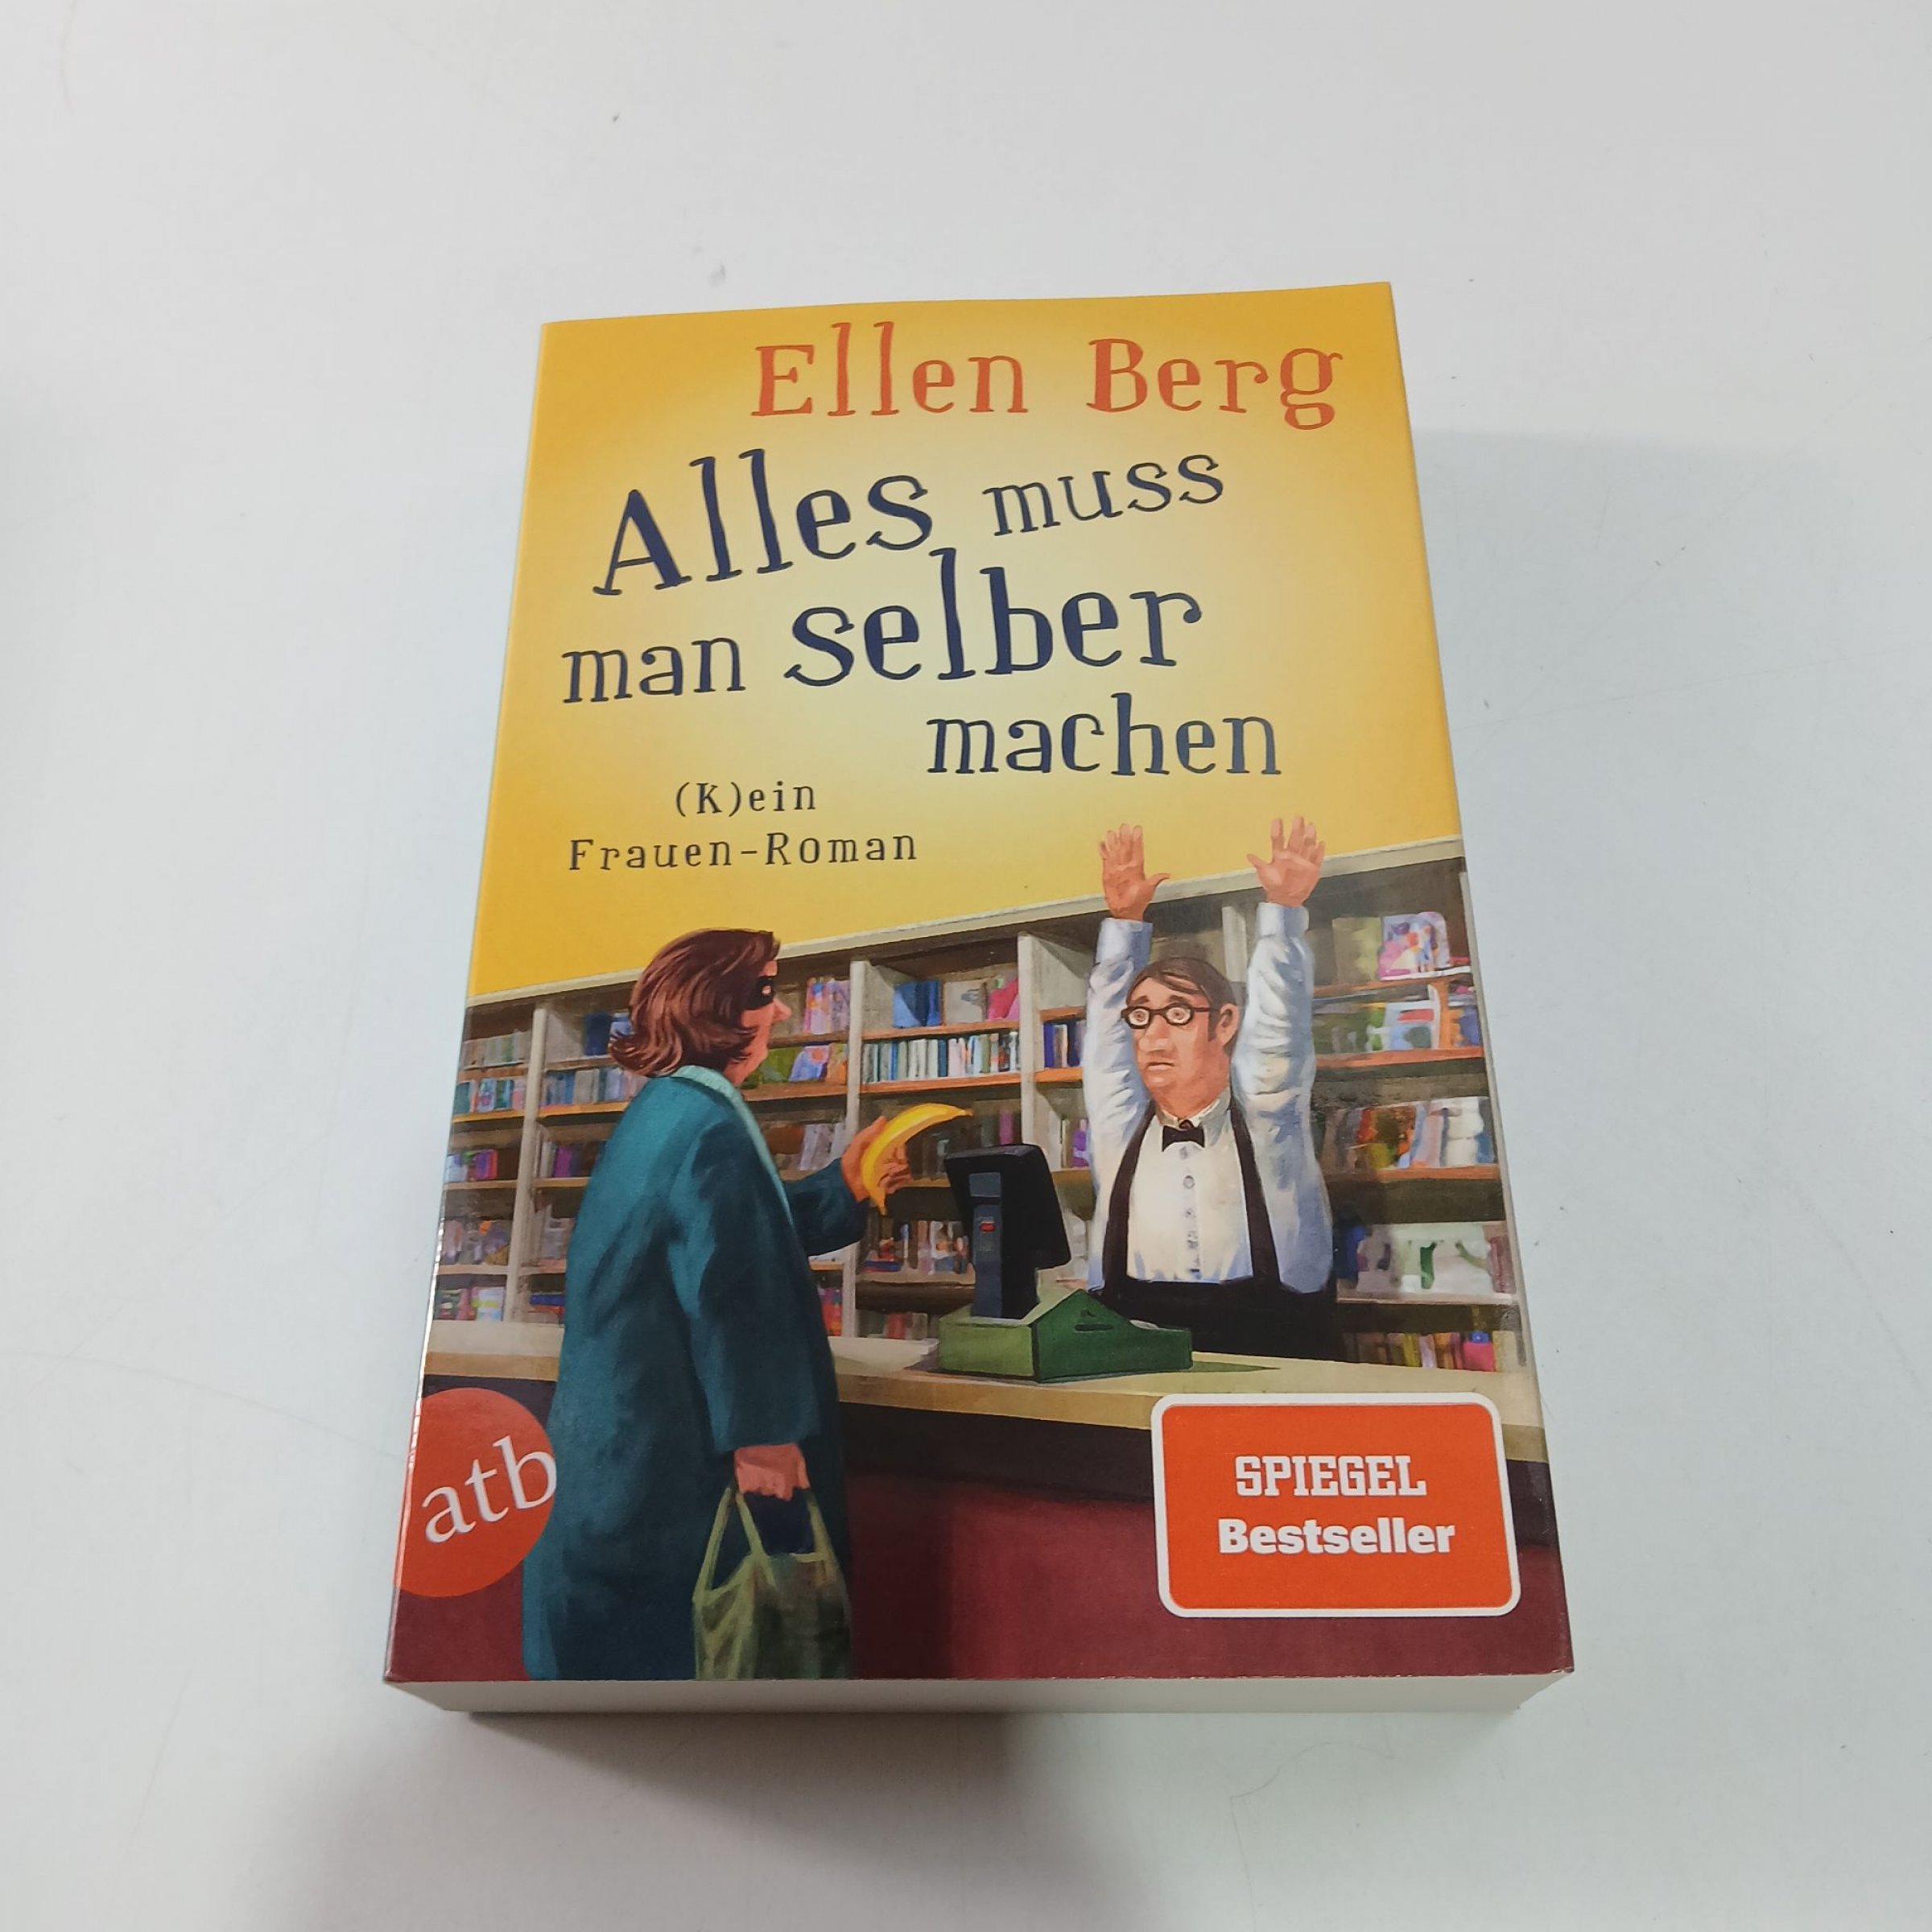 Ellen Berg
Alles muss
man selber
machen
(K)ein
Frauen-Roman
atb
SPIEGEL
Bestseller